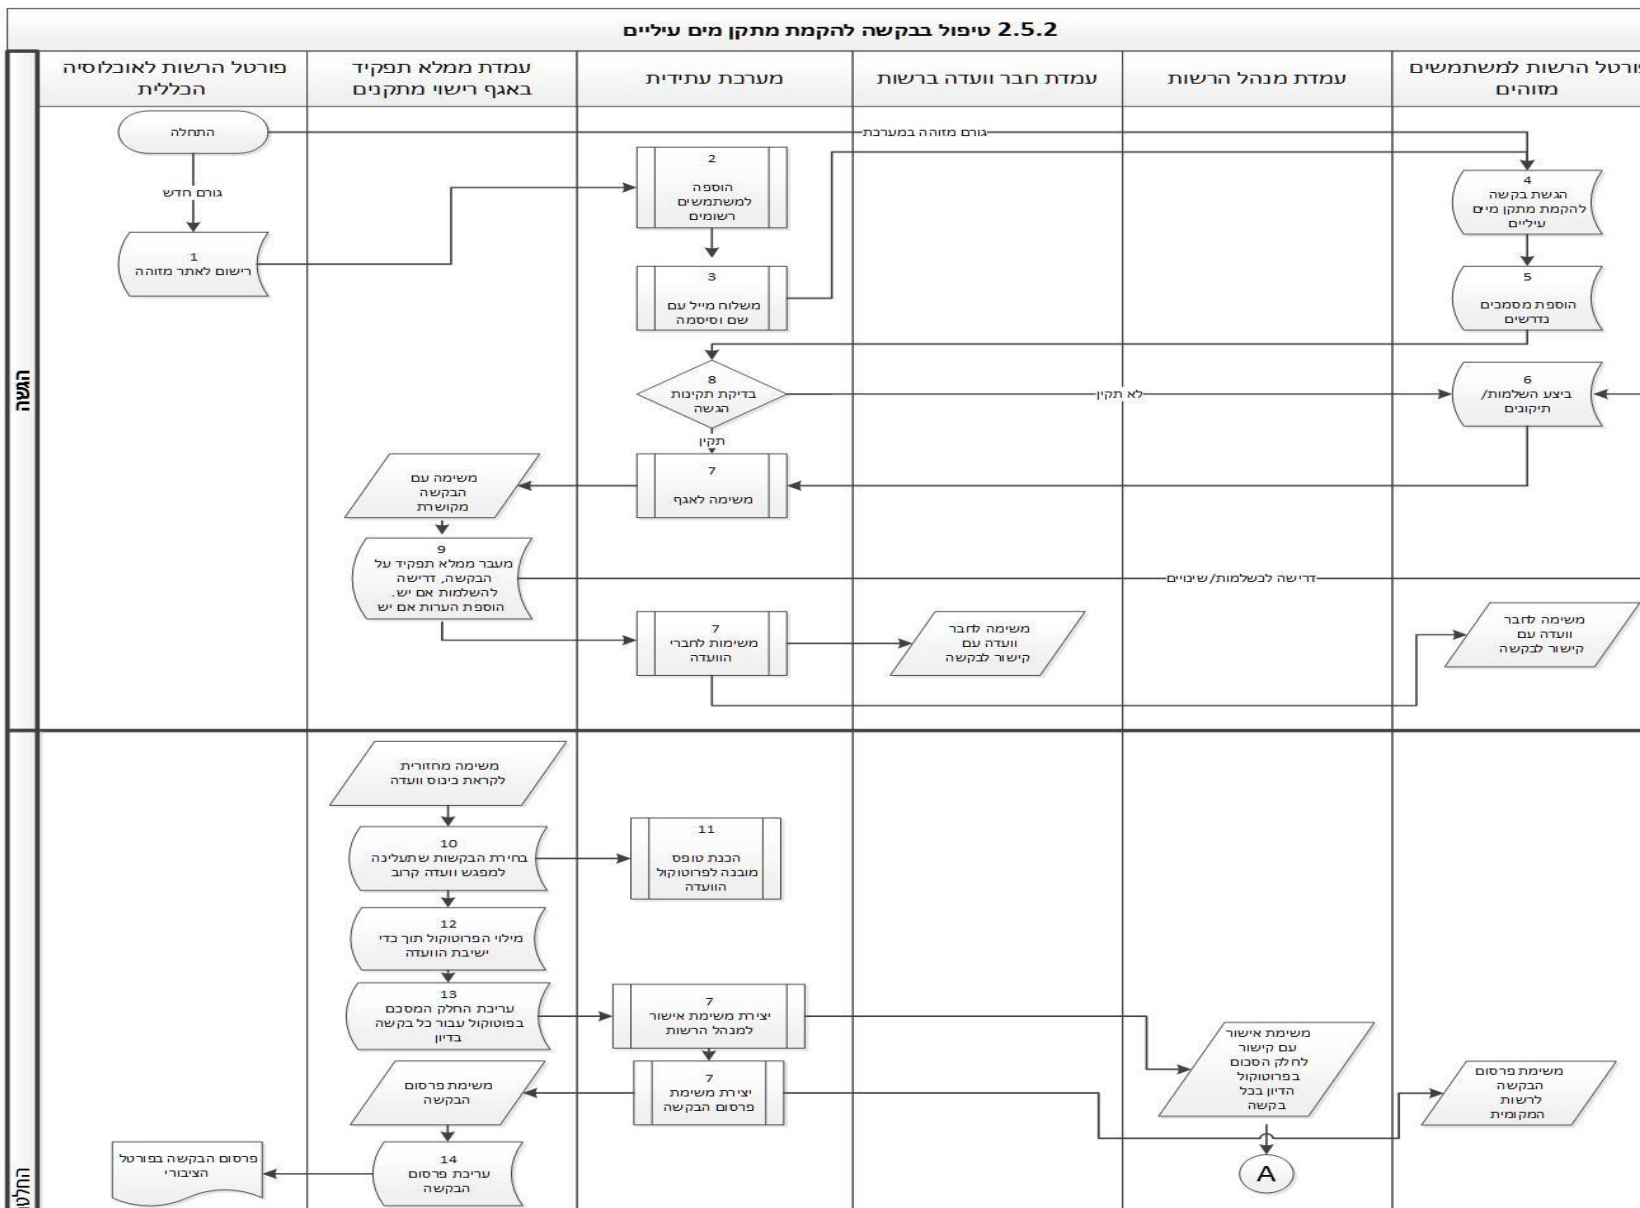 2.5.2 טיפול בבקשה להקמת מתקן מים עיליים
פורטל הרשות לאוכלוסיה
הכללית
עמדת ממלא תפקיד
באגף רישוי מתקנים
מערכת עתידית
עמדת חבר וועדה ברשות
עמדת מנהל הרשות
פורטל הרשות למשתמשים
מזוהים
הגשה
התחלה
גורם מזוהה במערכת
גורם חדש
1
רישום לאתר מזוהה
2
הוספה
למשתמשים
רשומים
3
משלוח מייל עם
שם וסיסמה
4
הגשת בקשה
להקמת מתקן מיים
עיליים
5
הוספת מסמכים
נדרשים
8
בדיקת תקינות
הגשה
לא תקין
6
ביצע השלמות/
תיקונים
תקין
7
משימה לאגף
משימה עם
הבקשה
מקושרת
9
מעבר ממלא תפקיד על
הבקשה, דרישה
להשלמות אם יש.
הוספת הערות אם יש
דרישה לכשלמות/שינויים
7
משימות לחברי
הוועדה
משימה לחבר
וועדה עם
קישור לבקשה
משימה לחבר
וועדה עם
קישור לבקשה
משימה מחזורית
לקראת כינוס וועדה
10
בחירת הבקשות שתעלינה
למפגש וועדה קרוב
11
הכנת טופס
מובנה לפרוטוקול
הוועדה
12
מילוי הפרוטוקול תוך כדי
ישיבת הוועדה
13
עריכת החלק המסכם
בפוטוקול עבור כל בקשה
בדיון
7
יצירת משימת אישור
למנהל הרשות
משימת אישור
עם קישור
לחלק הסכום
בפרוטוקול
הדיון בכל
בקשה
7
יצירת משימת
פרסום הבקשה
משימת פרסום
הבקשה
משימת פרסום
הבקשה
לרשות
המקומית
14
עריכת פרסום
הבקשה
פרסום הבקשה בפורטל
הציבורי
A